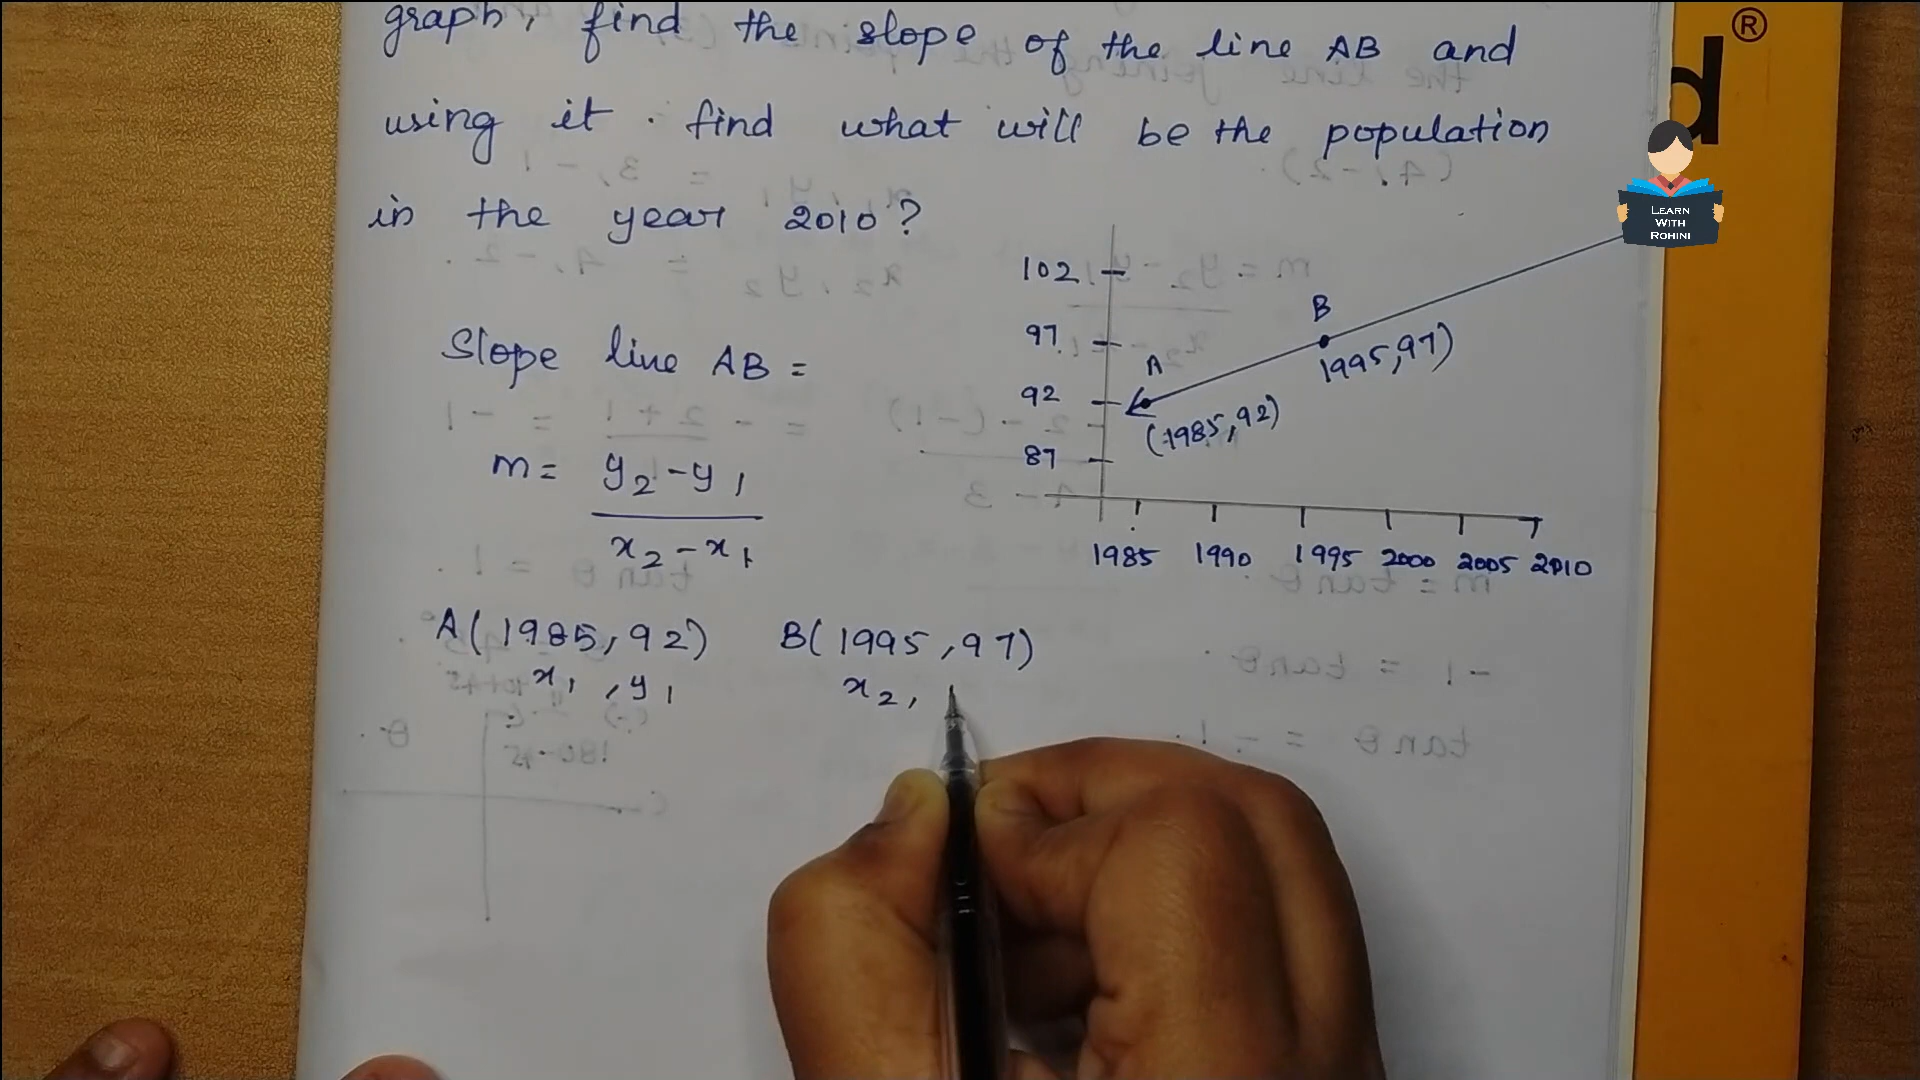 graph, find the slope of the line AB and
using it find what will be the population
in the year 2010?
Slope line AB =
m = y2 - y1
x2 - x1
A(1985,92) B(1995,97)
x1, y1 x2,
102
97
92
87
A
B
1995,97)
(1985,92)
1985 1990 1995 2000 2005 2010
LEARN
WITH
ROHINI
d®